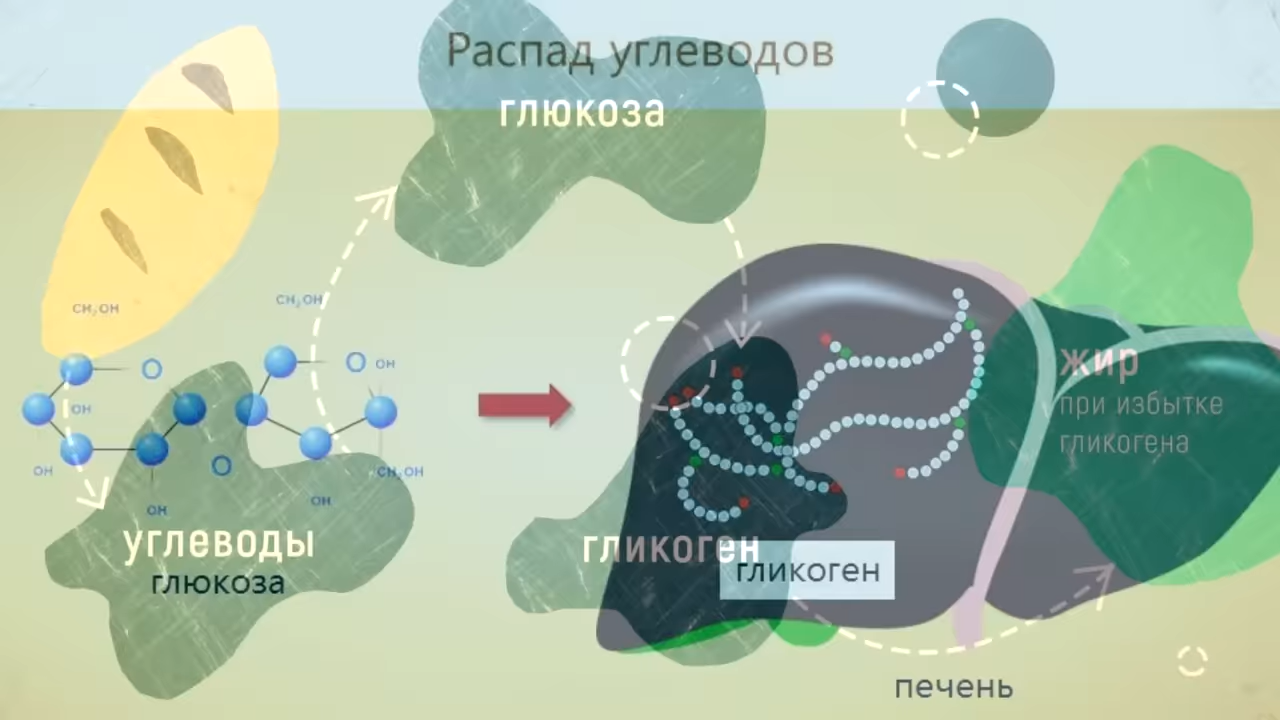 Распад углеводов
глюкоза
CH₂OH
CH₂OH
O
O
OH
OH
OH
O
CH₂OH
OH
OH
углеводы
глюкоза
жир
при избытке
гликогена
гликоген
гликоген
печень